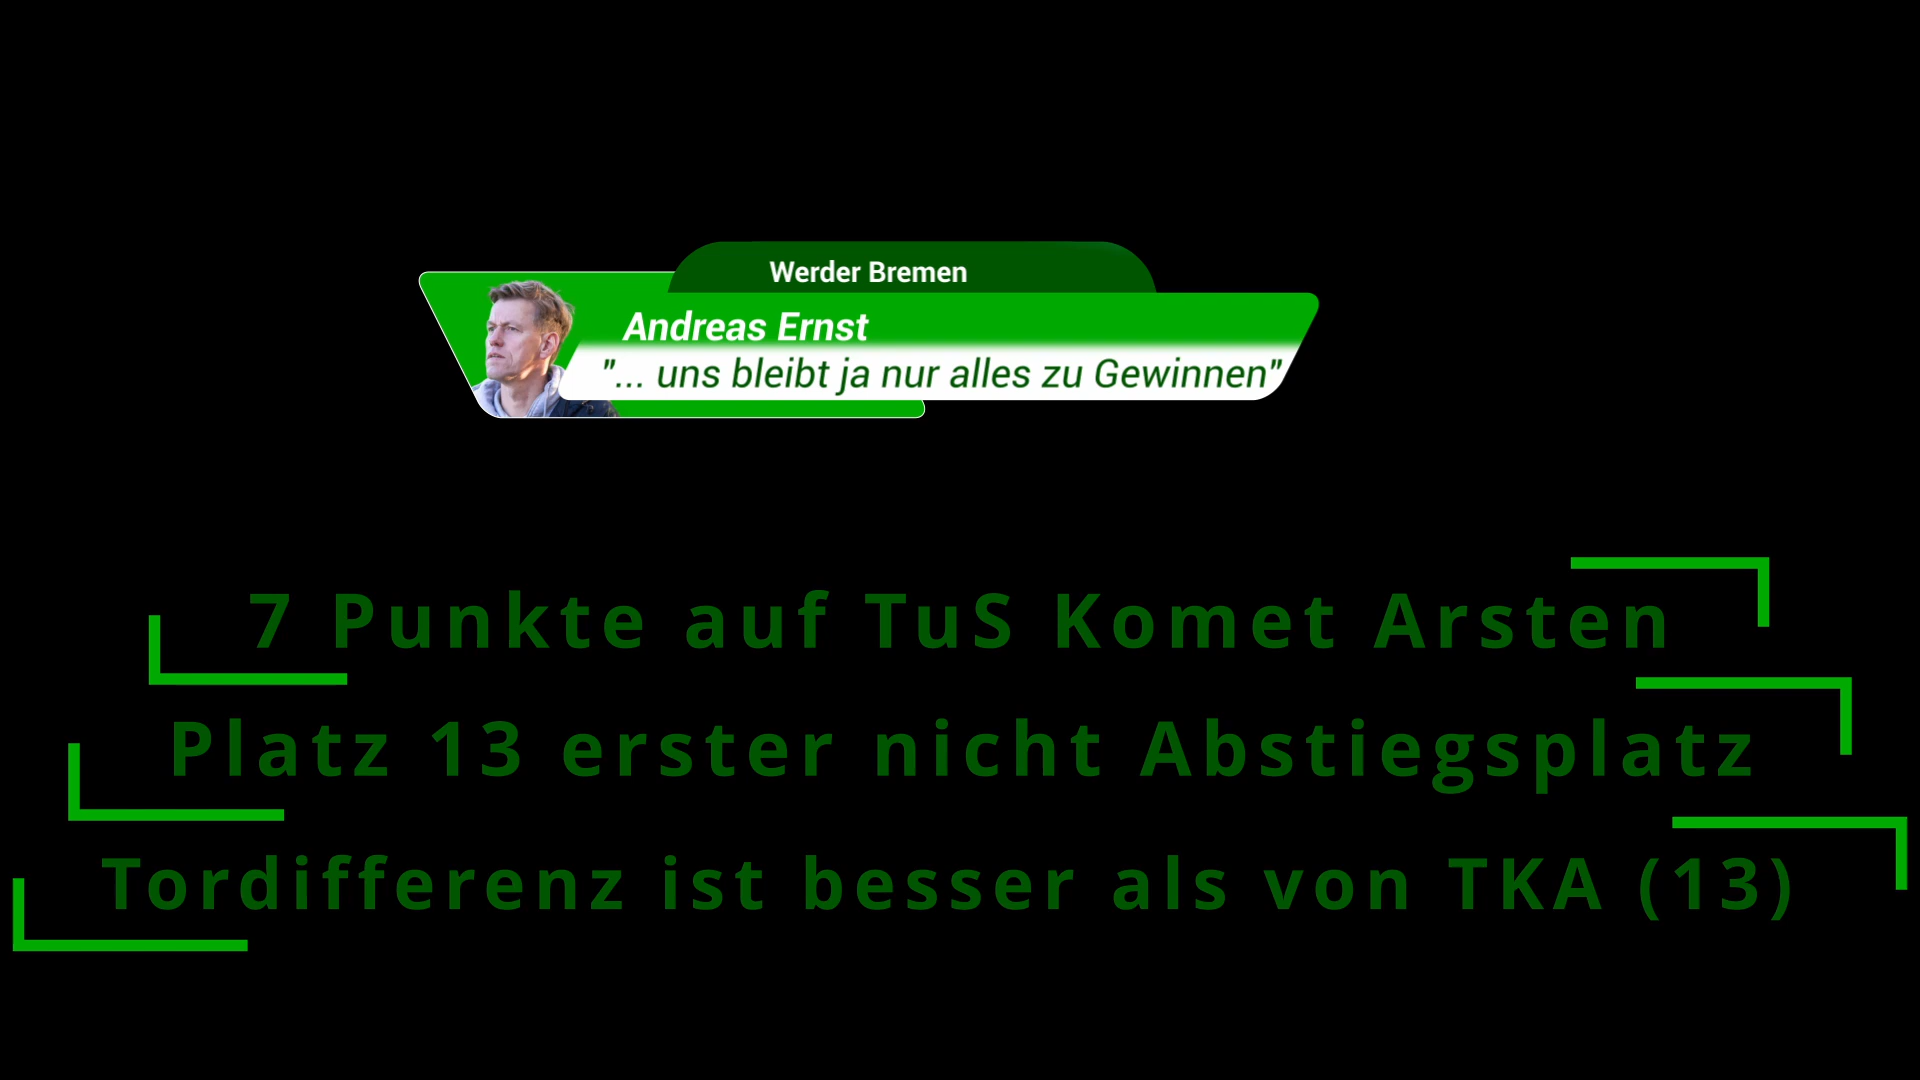 Werder Bremen
Andreas Ernst
"... uns bleibt ja nur alles zu Gewinnen"
7 Punkte auf TuS Komet Arsten
Platz 13 erster nicht Abstiegsplatz
Tordifferenz ist besser als von TKA (13)